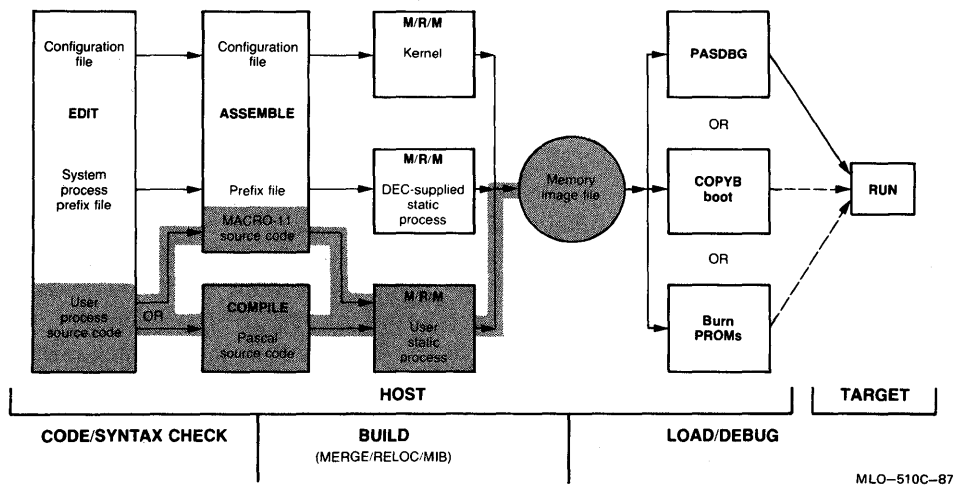 Configuration
file
EDIT
System
process
prefix file
User
process
source code
OR
Configuration
file
ASSEMBLE
Prefix file
MACRO-11
source code
COMPILE
Pascal
source code
M/R/M
Kernel
M/R/M
DEC-supplied
static
process
M/R/M
User
static
process
Memory
image file
PASDBG
OR
COPYB
boot
OR
Burn
PROMs
RUN
HOST
TARGET
CODE/SYNTAX CHECK
BUILD
(MERGE/RELOC/MIB)
LOAD/DEBUG
MLO-510C-87